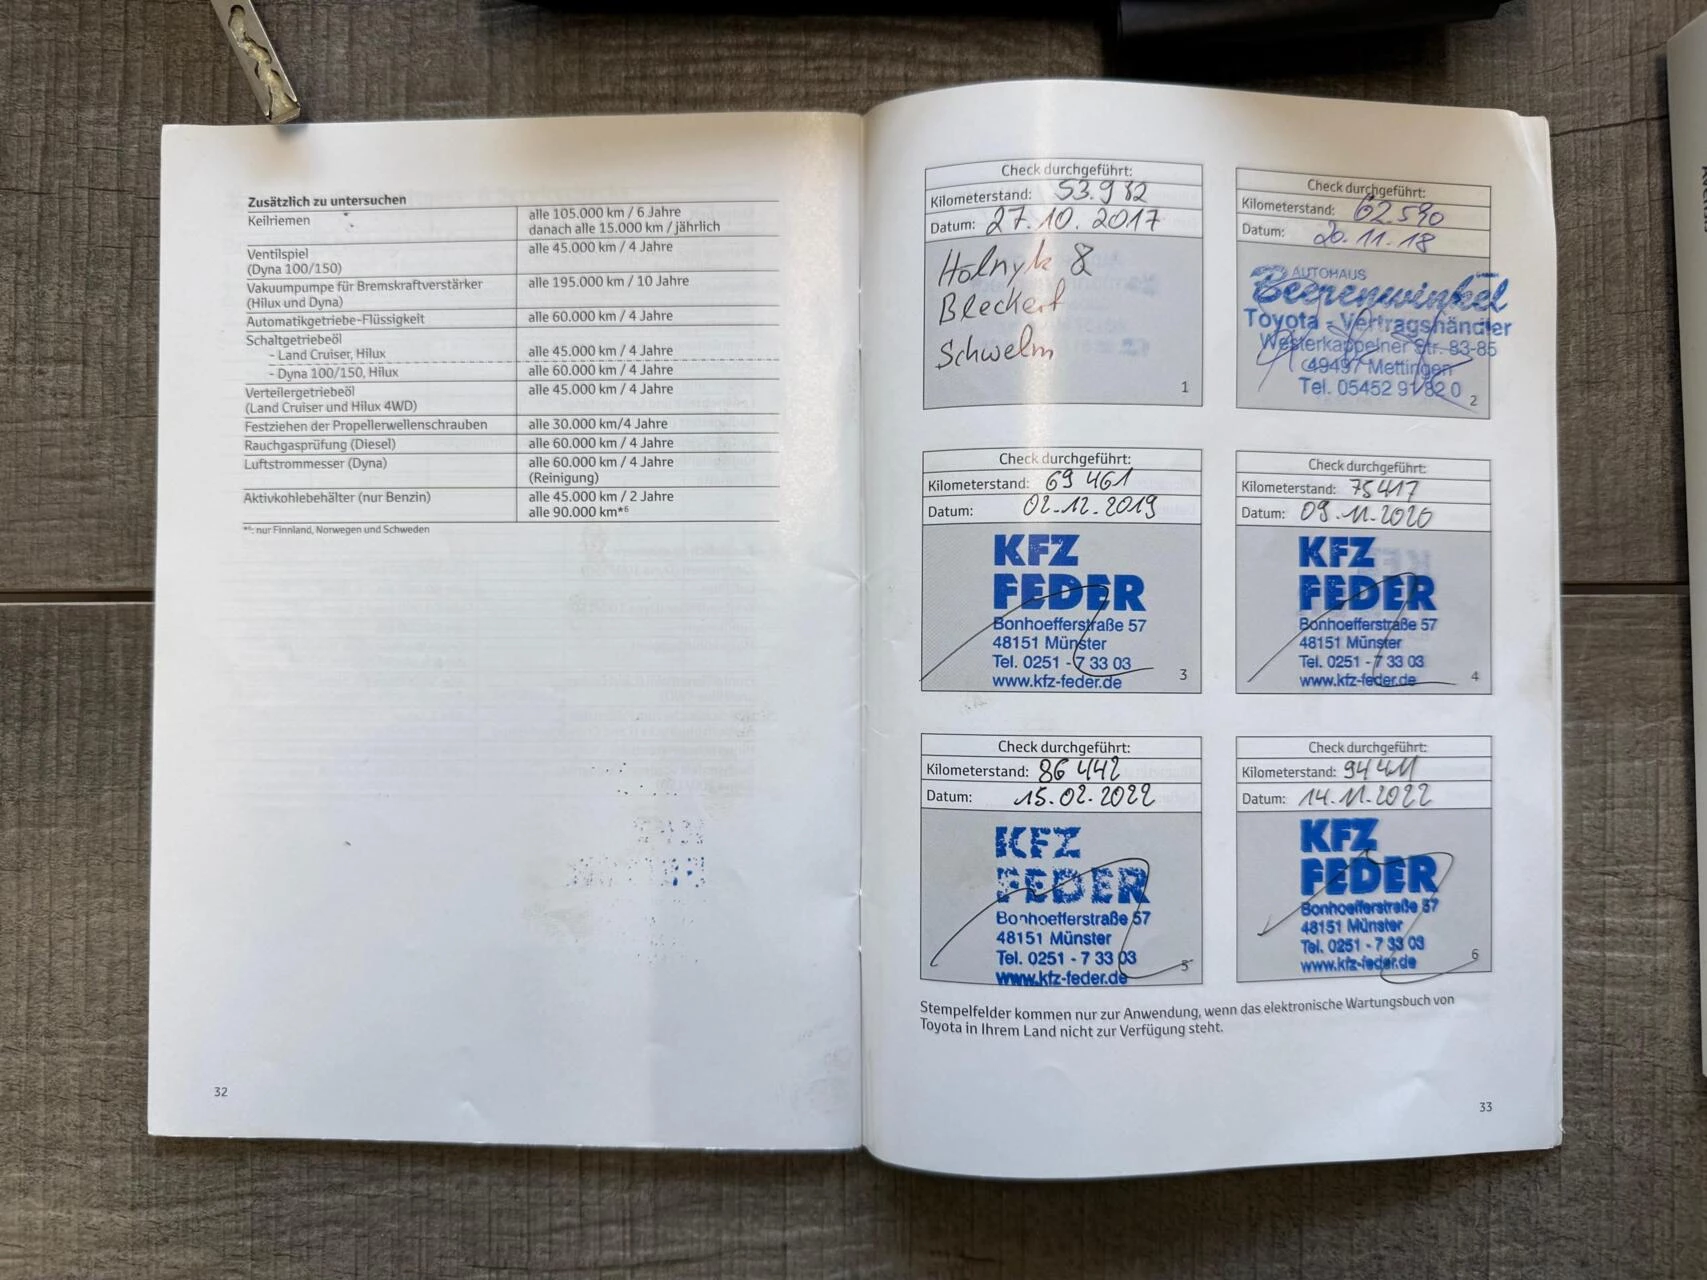 Zusätzlich zu untersuchen
Keilriemen alle 105.000 km / 6 Jahre
danach alle 15.000 km / jährlich
Ventilspiel alle 45.000 km / 4 Jahre
(Dyna 100/150)
Vakuumpumpe für Bremskraftverstärker alle 195.000 km / 10 Jahre
(Hilux und Dyna)
Automatikgetriebe-Flüssigkeit alle 60.000 km / 4 Jahre
Schaltgetriebeöl
- Land Cruiser, Hilux alle 45.000 km / 4 Jahre
- Dyna 100/150, Hilux alle 60.000 km / 4 Jahre
Verteilergetriebeöl alle 45.000 km / 4 Jahre
(Land Cruiser und Hilux 4WD)
Festziehen der Propellerwellenschrauben alle 30.000 km/4 Jahre
Rauchgasprüfung (Diesel) alle 60.000 km / 4 Jahre
Luftstrommesser (Dyna) alle 60.000 km / 4 Jahre
(Reinigung)
Aktivkohlebehälter (nur Benzin) alle 45.000 km / 2 Jahre
alle 90.000 km*⁶
*⁶: nur Finnland, Norwegen und Schweden
32
Check durchgeführt:
Kilometerstand: 53.982
Datum: 27.10.2017
Holnyk &
Bleckert
Schwelm
1
Check durchgeführt:
Kilometerstand: 62590
Datum: 20.11.18
AUTOHAUS
Beerenwinkel
Toyota - Vertragshändler
Westerkappelner Str. 83-85
49497 Mettingen
Tel. 05452 91 82 0
2
Check durchgeführt:
Kilometerstand: 69 461
Datum: 02.12.2019
KFZ
FEDER
Bonhoefferstraße 57
48151 Münster
Tel. 0251 - 7 33 03
www.kfz-feder.de
3
Check durchgeführt:
Kilometerstand: 75417
Datum: 09.11.2020
KFZ
FEDER
Bonhoefferstraße 57
48151 Münster
Tel. 0251 - 7 33 03
www.kfz-feder.de
4
Check durchgeführt:
Kilometerstand: 86 442
Datum: 15.02.2022
KFZ
FEDER
Bonhoefferstraße 57
48151 Münster
Tel. 0251 - 7 33 03
www.kfz-feder.de
5
Check durchgeführt:
Kilometerstand: 94411
Datum: 14.11.2022
KFZ
FEDER
Bonhoefferstraße 57
48151 Münster
Tel. 0251 - 7 33 03
www.kfz-feder.de
6
Stempelfelder kommen nur zur Anwendung, wenn das elektronische Wartungsbuch von
Toyota in Ihrem Land nicht zur Verfügung steht.
33